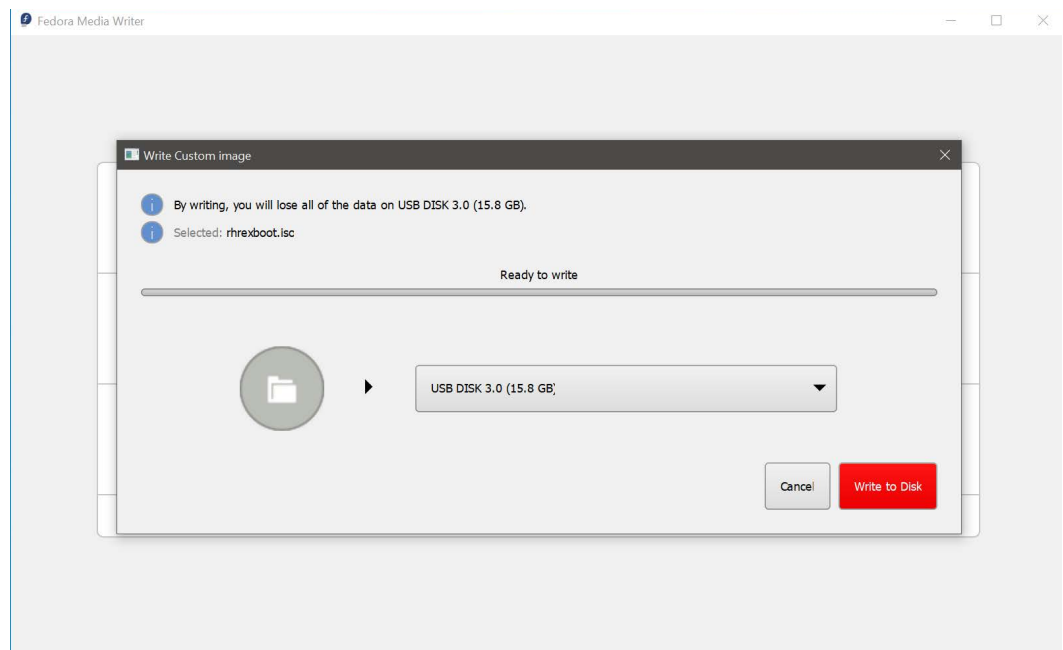 Fedora Media Writer
Write Custom image
By writing, you will lose all of the data on USB DISK 3.0 (15.8 GB).
Selected: rhrexboot.isc
Ready to write
USB DISK 3.0 (15.8 GB)
Cancel
Write to Disk